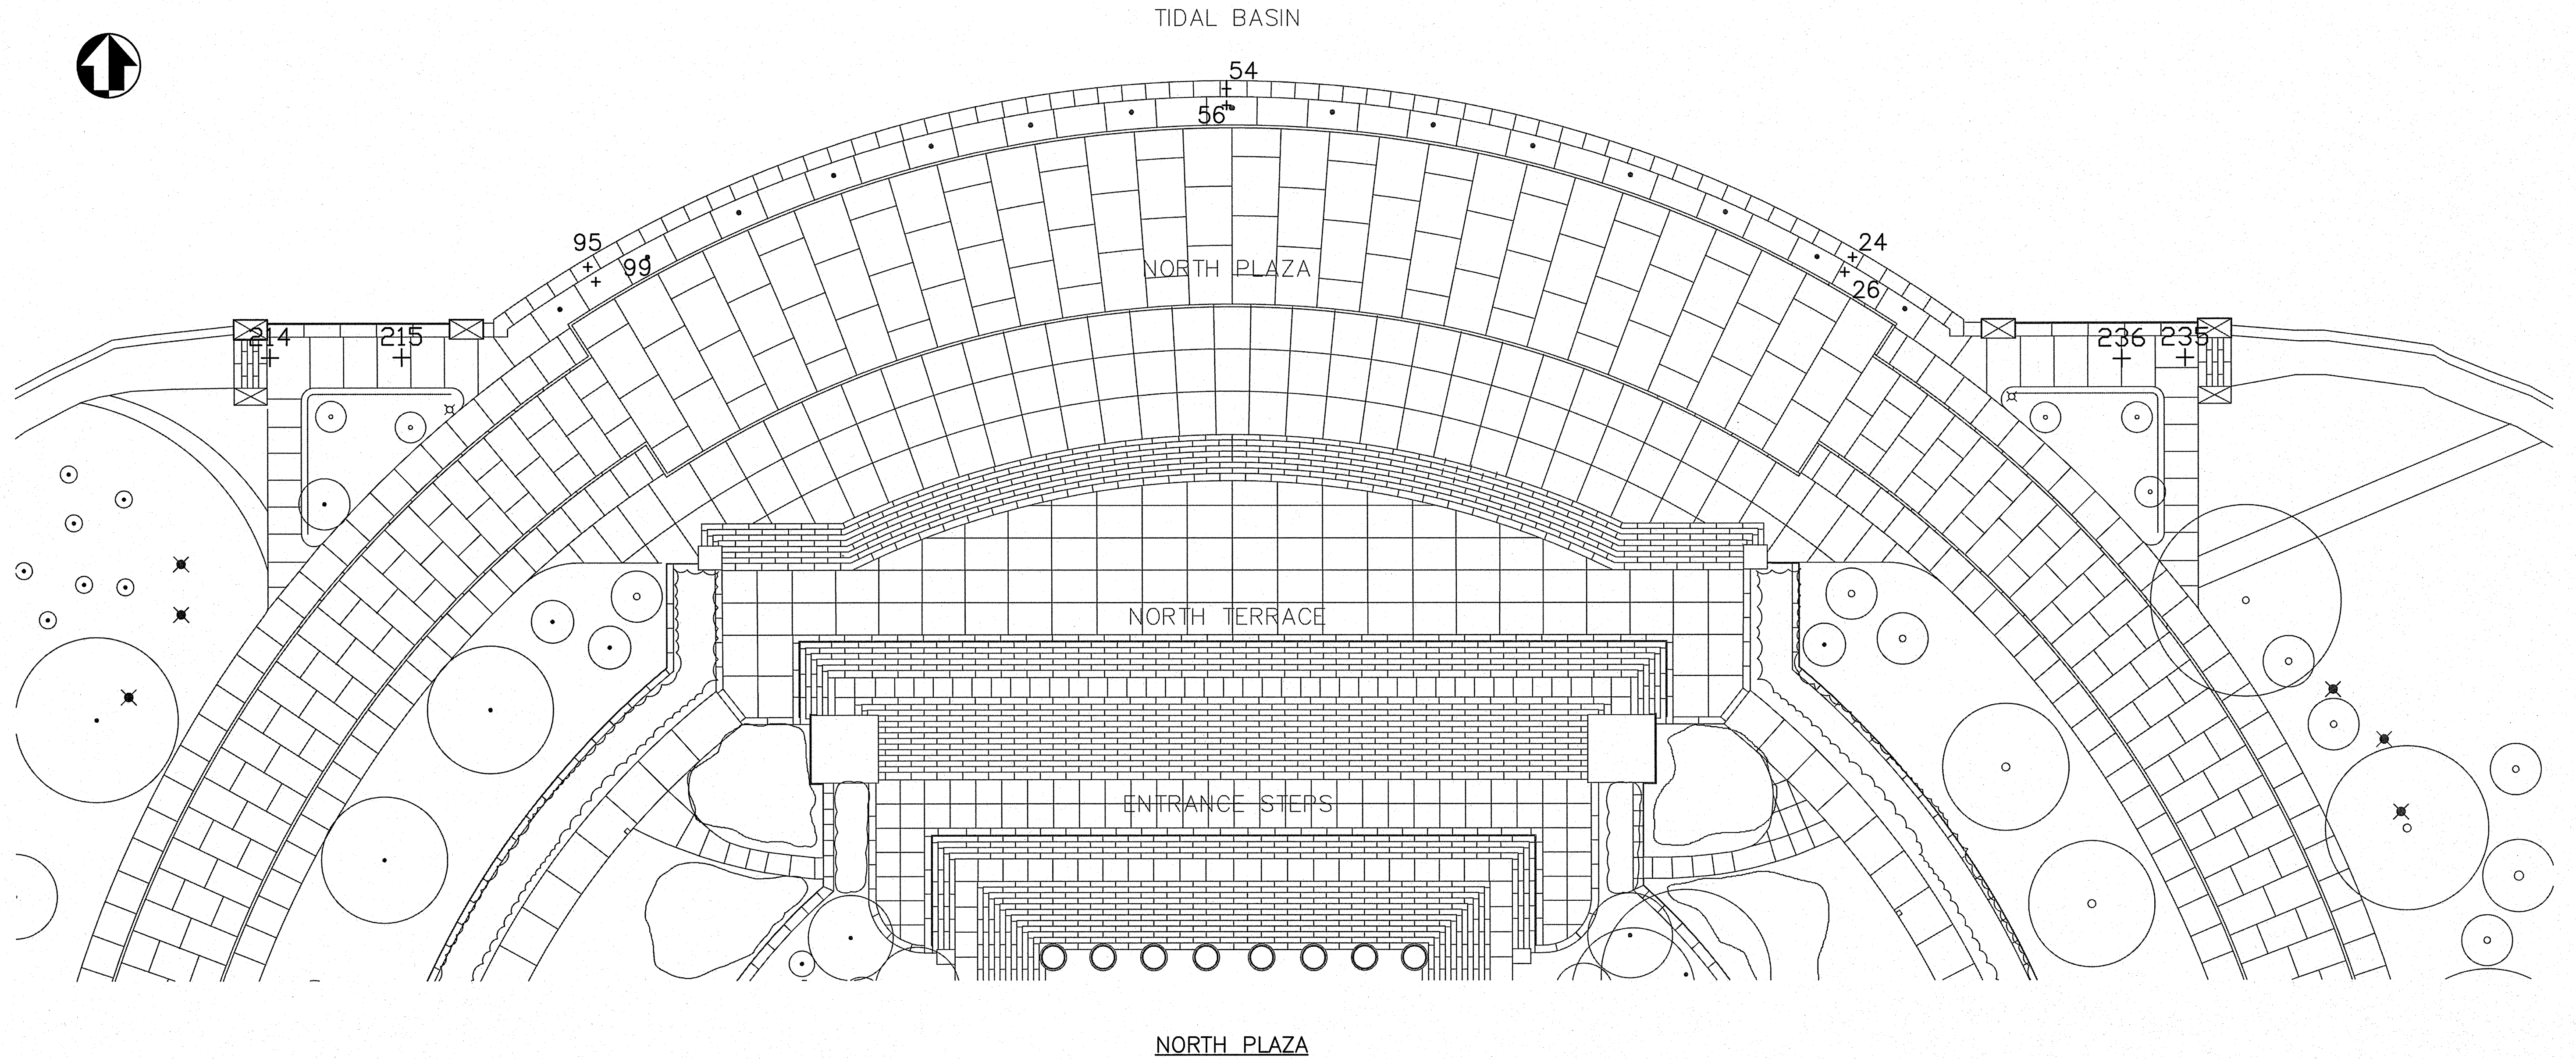 TIDAL BASIN
54
56
95
99
NORTH PLAZA
24
26
214
215
236
235
NORTH TERRACE
ENTRANCE STEPS
NORTH PLAZA